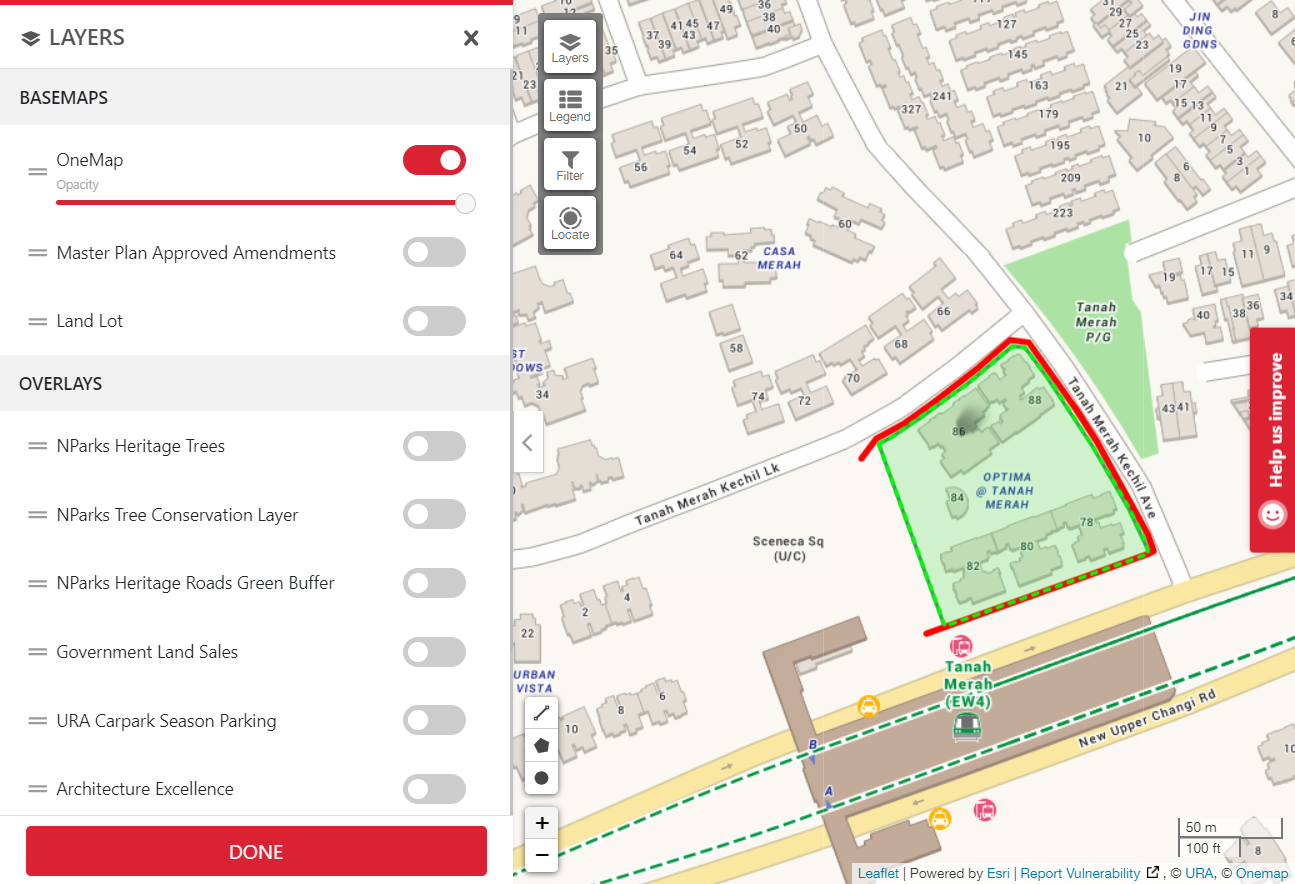 LAYERS
BASEMAPS
OneMap
Opacity
Master Plan Approved Amendments
Land Lot
OVERLAYS
NParks Heritage Trees
NParks Tree Conservation Layer
NParks Heritage Roads Green Buffer
Government Land Sales
URA Carpark Season Parking
Architecture Excellence
DONE
Layers
Legend
Filter
Locate
35
37
39
41
43
45
47
49
36
38
40
56
54
52
50
60
64
62
CASA
MERAH
58
66
68
70
72
74
34
127
145
163
179
195
209
223
241
327
29
27
25
23
21
JIN
DING
GDNS
8
19
17
15
13
11
9
7
5
3
1
10
8
6
19
17
15
11
9
40
38
36
34
43
41
Tanah
Merah
P/G
Tanah Merah Kechil Ave
Tanah Merah Kechil Lk
88
86
84
OPTIMA
@ TANAH
MERAH
78
80
82
Sceneca Sq
(U/C)
2
4
22
URBAN
VISTA
6
8
10
Tanah
Merah
(EW4)
New Upper Changi Rd
B
A
10
8
+
−
50 m
100 ft
Help us improve
Leaflet | Powered by Esri | Report Vulnerability , © URA, © Onemap